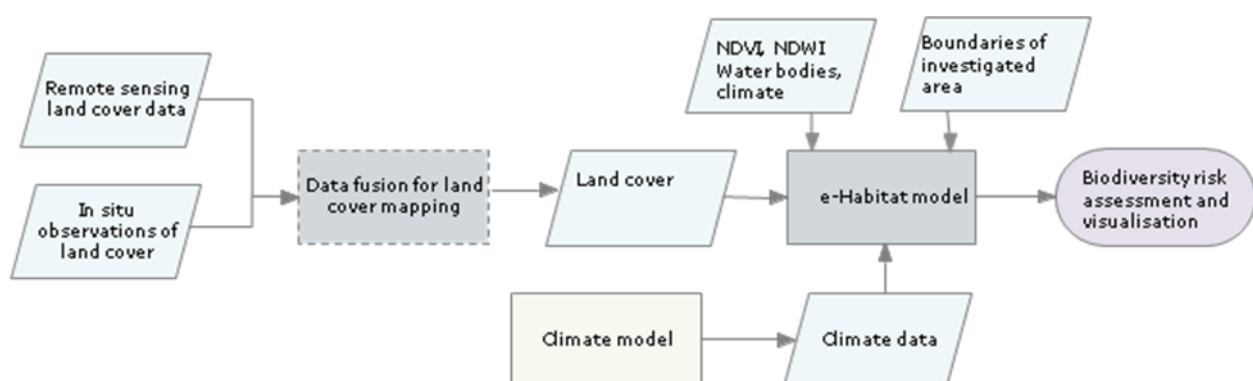 Remote sensing
land cover data
In situ
observations of
land cover
Data fusion for land
cover mapping
Land cover
NDVI, NDWI
Water bodies,
climate
Boundaries of
investigated
area
e-Habitat model
Biodiversity risk
assessment and
visualisation
Climate model
Climate data